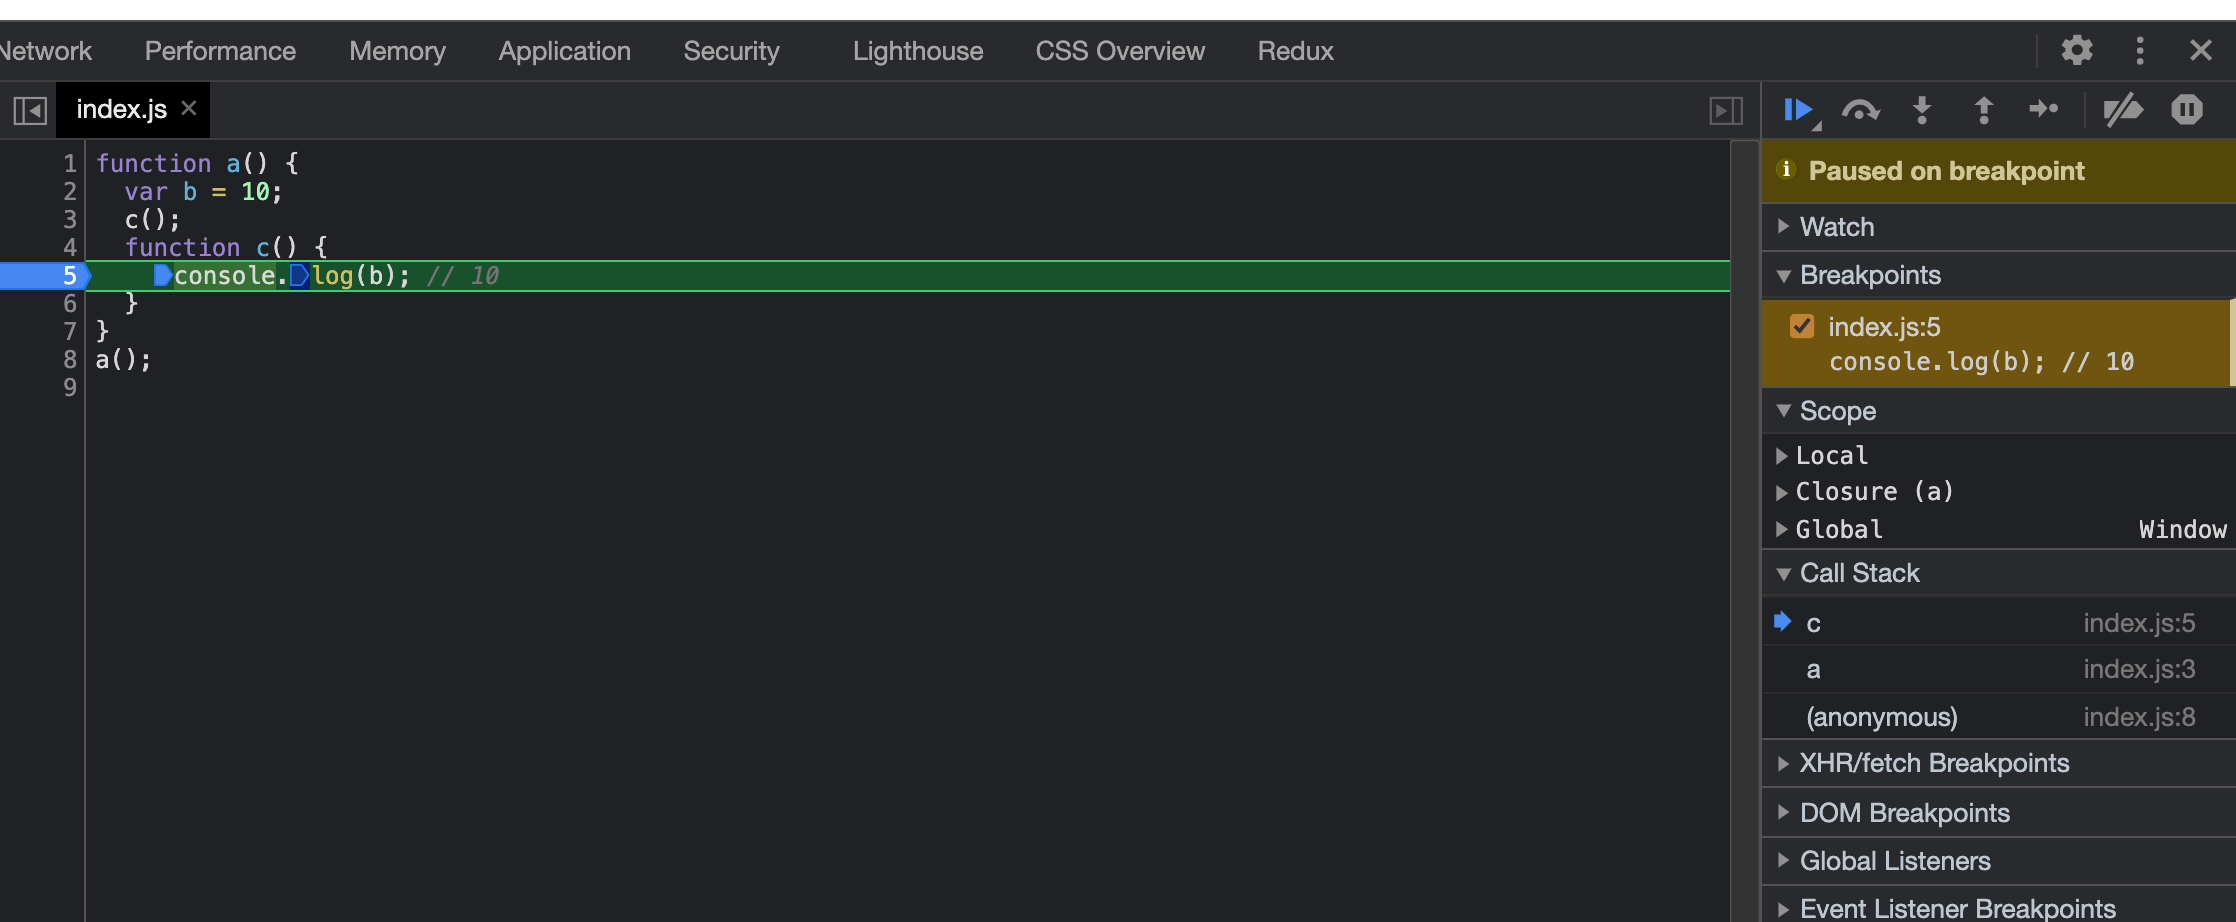 Network Performance Memory Application Security Lighthouse CSS Overview Redux
index.js
1 function a() {
2 var b = 10;
3 c();
4 function c() {
5 console.log(b); // 10
6 }
7 }
8 a();
9
Paused on breakpoint
Watch
Breakpoints
index.js:5
console.log(b); // 10
Scope
Local
Closure (a)
Global Window
Call Stack
c index.js:5
a index.js:3
(anonymous) index.js:8
XHR/fetch Breakpoints
DOM Breakpoints
Global Listeners
Event Listener Breakpoints